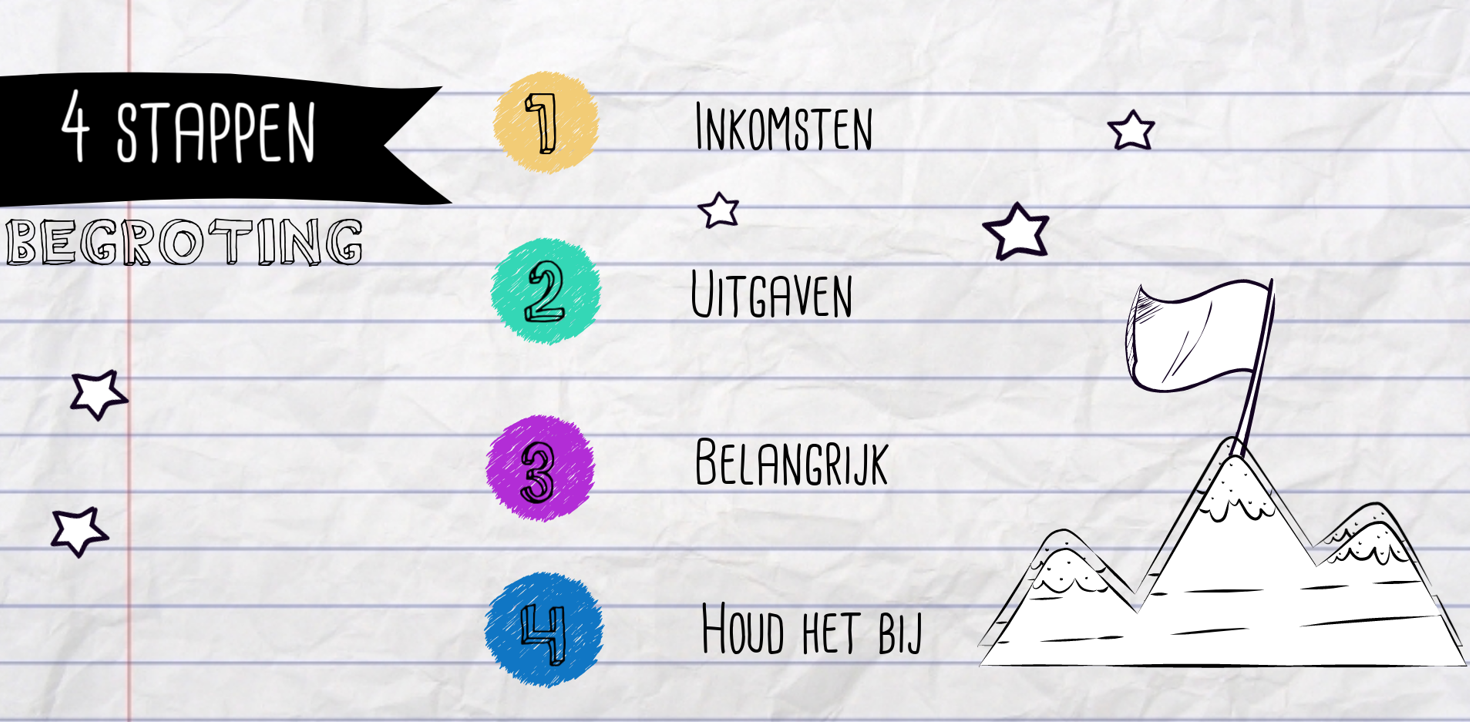 4 STAPPEN
BEGROTING
1 INKOMSTEN
2 UITGAVEN
3 BELANGRIJK
4 HOUD HET BIJ